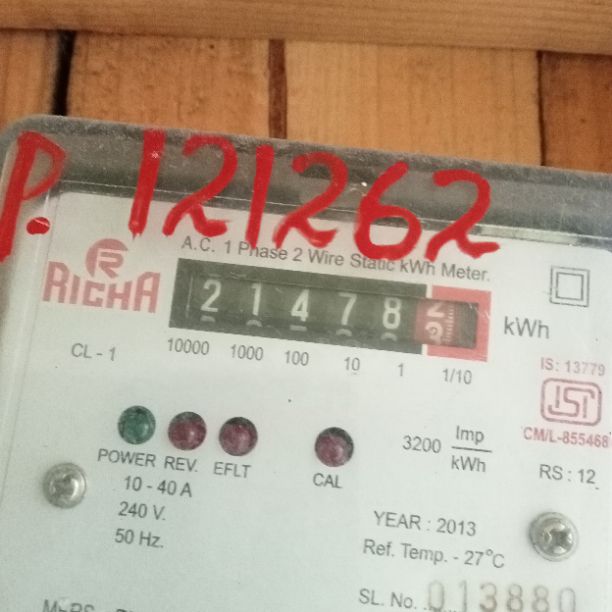 P. 121262
A.C. 1 Phase 2 Wire Static kWh Meter.
R
RICHA
2 1 4 7 8 2 kWh
3
CL - 1
10000 1000 100 10 1 1/10
IS: 13779
ISI
CM/L-855468
POWER REV. EFLT CAL
3200 Imp
kWh
RS : 12
10 - 40 A
240 V.
50 Hz.
YEAR : 2013
Ref. Temp. - 27°C
SL. No. 013880